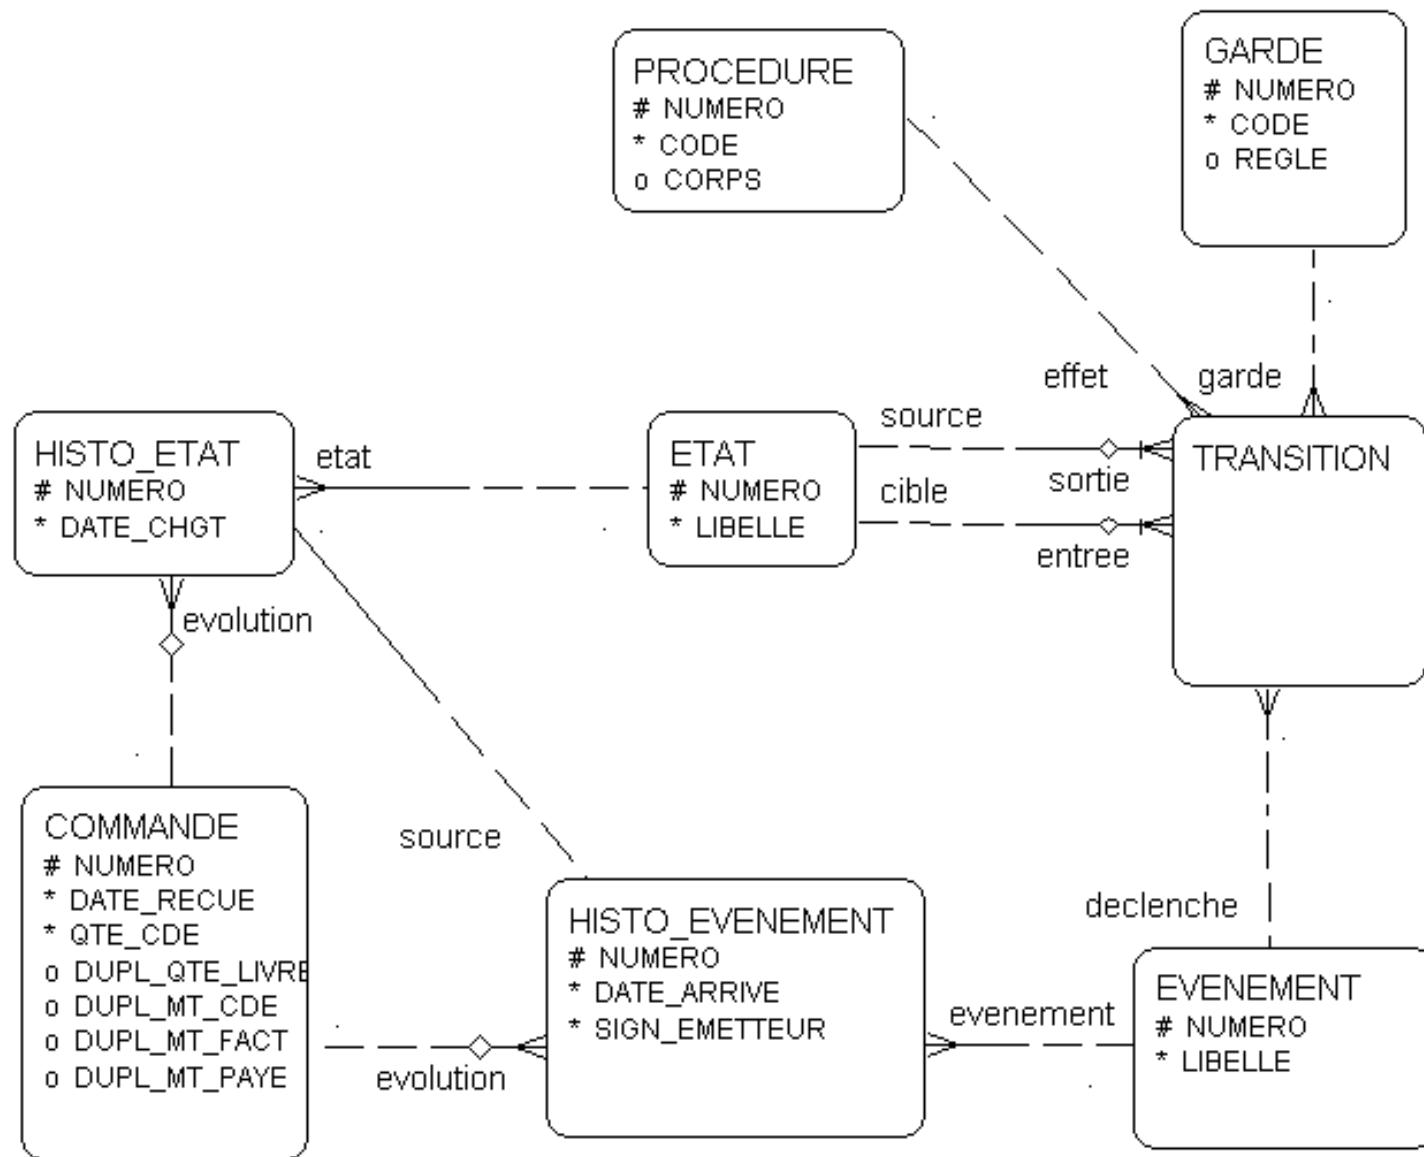 PROCEDURE
# NUMERO
* CODE
o CORPS
GARDE
# NUMERO
* CODE
o REGLE
effet
garde
HISTO_ETAT
# NUMERO
* DATE_CHGT
etat
ETAT
# NUMERO
* LIBELLE
source
sortie
cible
entree
TRANSITION
evolution
COMMANDE
# NUMERO
* DATE_RECUE
* QTE_CDE
o DUPL_QTE_LIVRE
o DUPL_MT_CDE
o DUPL_MT_FACT
o DUPL_MT_PAYE
source
evolution
HISTO_EVENEMENT
# NUMERO
* DATE_ARRIVE
* SIGN_EMETTEUR
evenement
declenche
EVENEMENT
# NUMERO
* LIBELLE